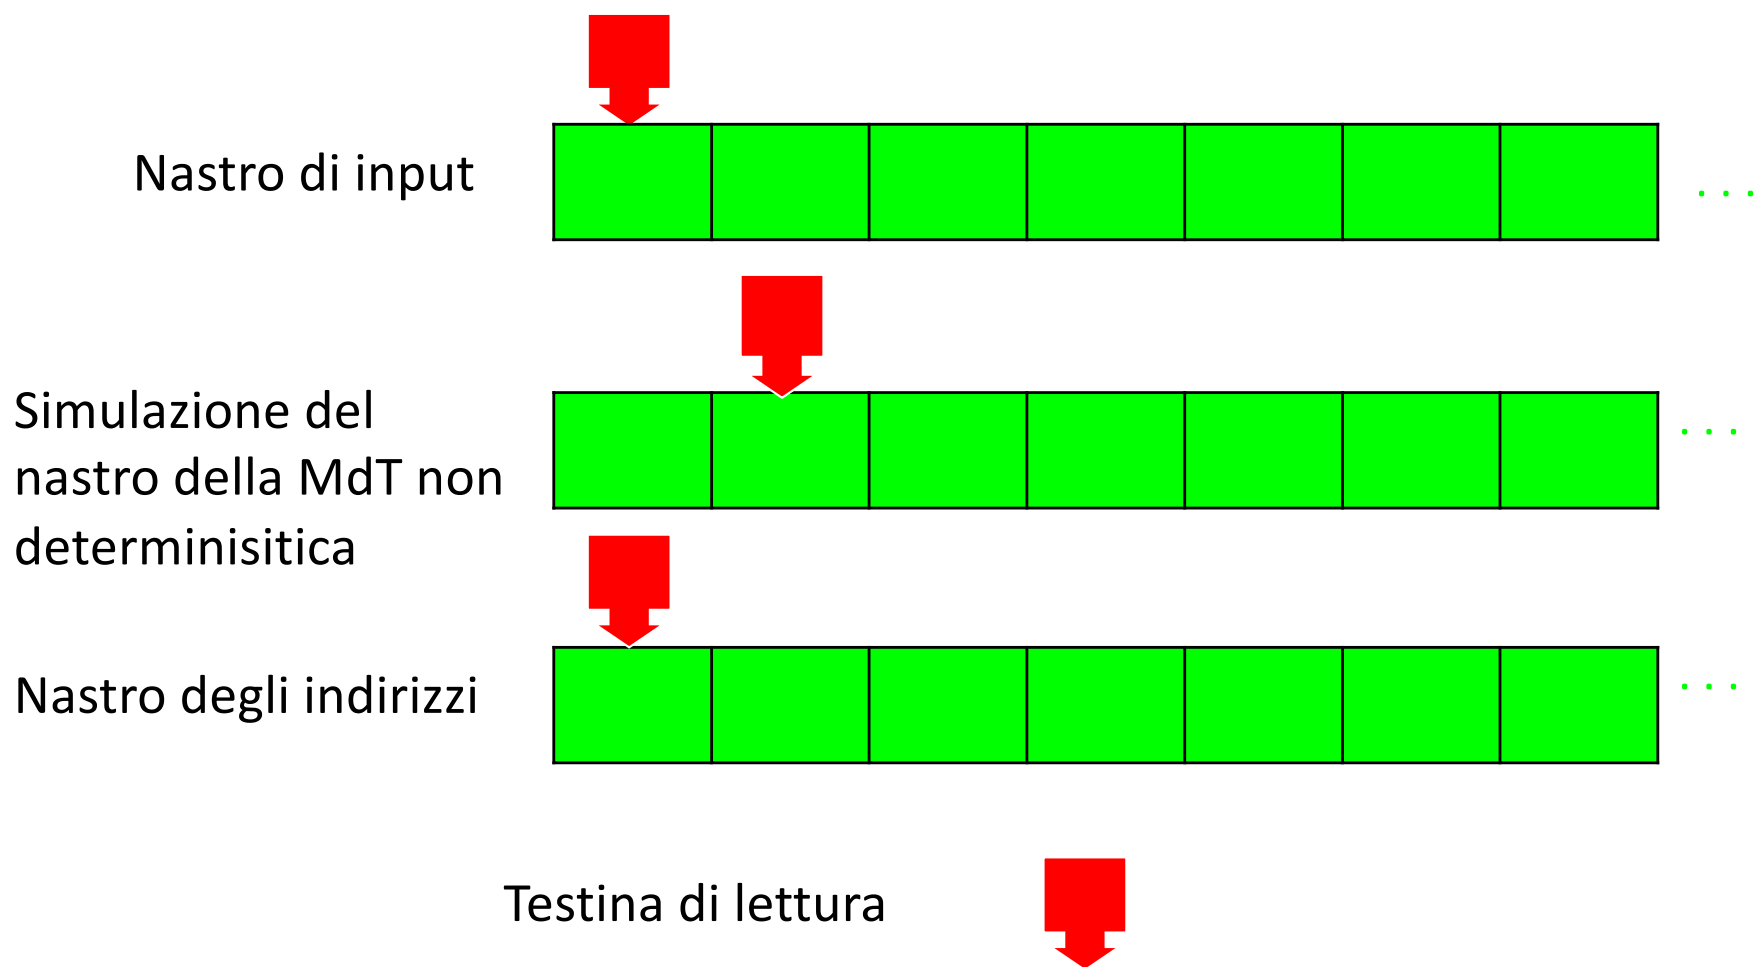 Nastro di input
. . .
Simulazione del
nastro della MdT non
determinisitica
. . .
Nastro degli indirizzi
. . .
Testina di lettura